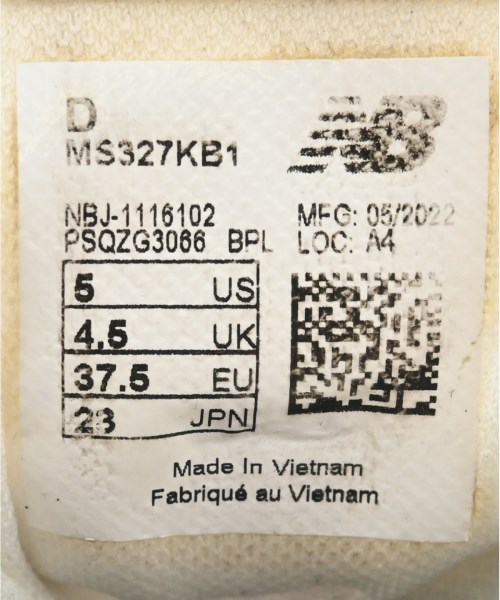 D
MS327KB1
NB
NBJ-1116102 MFG: 05/2022
PSQZG3066 BPL LOC: A4
5 US
4.5 UK
37.5 EU
23 JPN
Made In Vietnam
Fabriqué au Vietnam